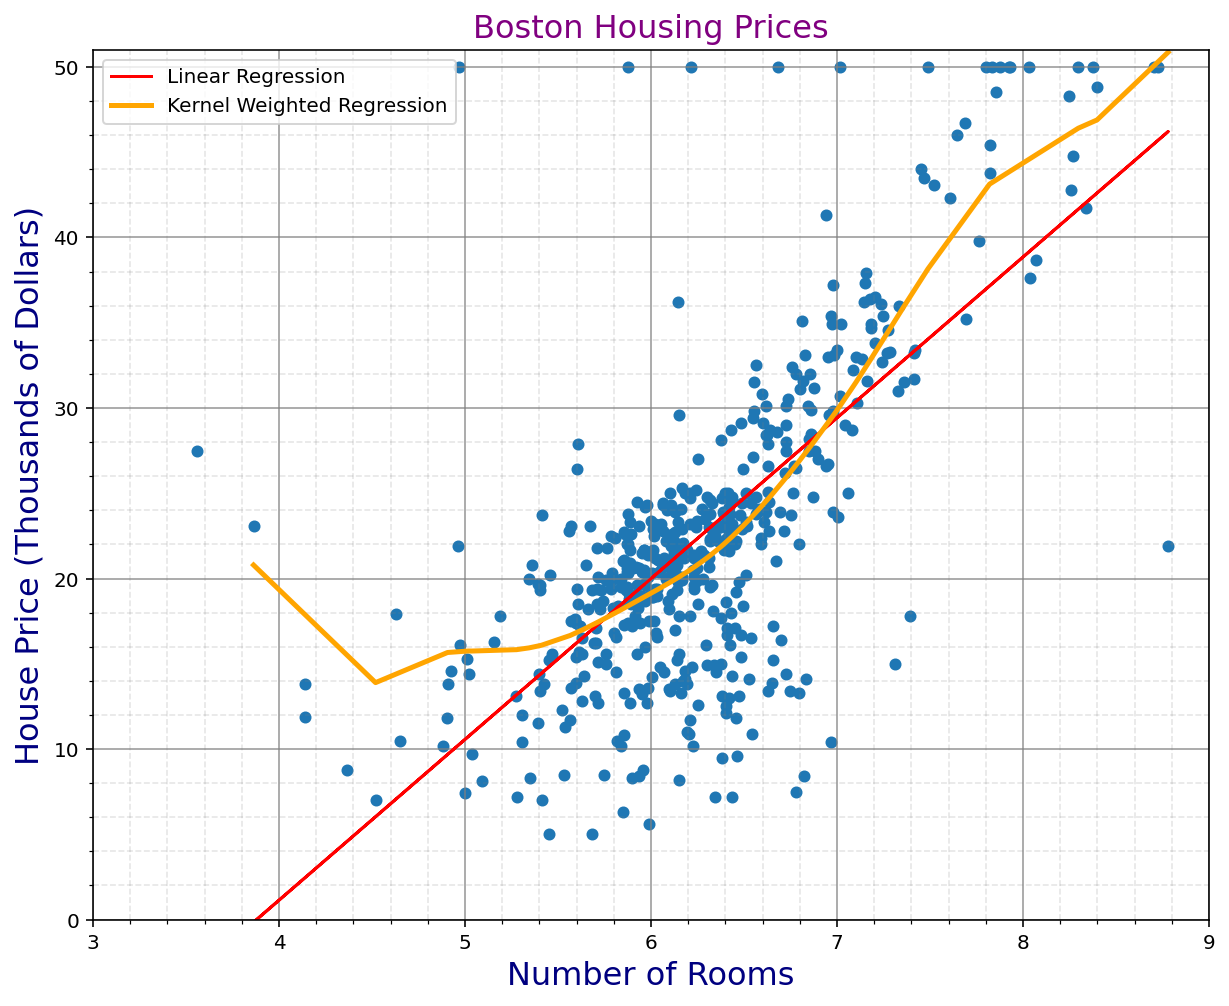 Boston Housing Prices
Linear Regression
Kernel Weighted Regression
House Price (Thousands of Dollars)
50
40
30
20
10
0
3 4 5 6 7 8 9
Number of Rooms